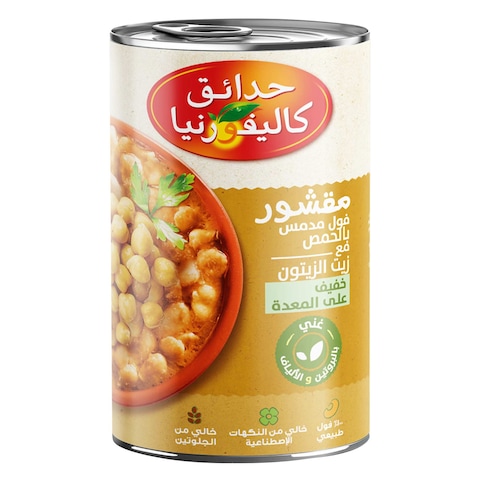 حدائق
كاليفورنيا
مقشور
فول مدمس
بالحمص
مع
زيت الزيتون
خفيف
على المعدة
غني
بالبروتين و الألياف
١٠٠٪ فول
طبيعي
خالي من النكهات
الإصطناعية
خالي من
الجلوتين